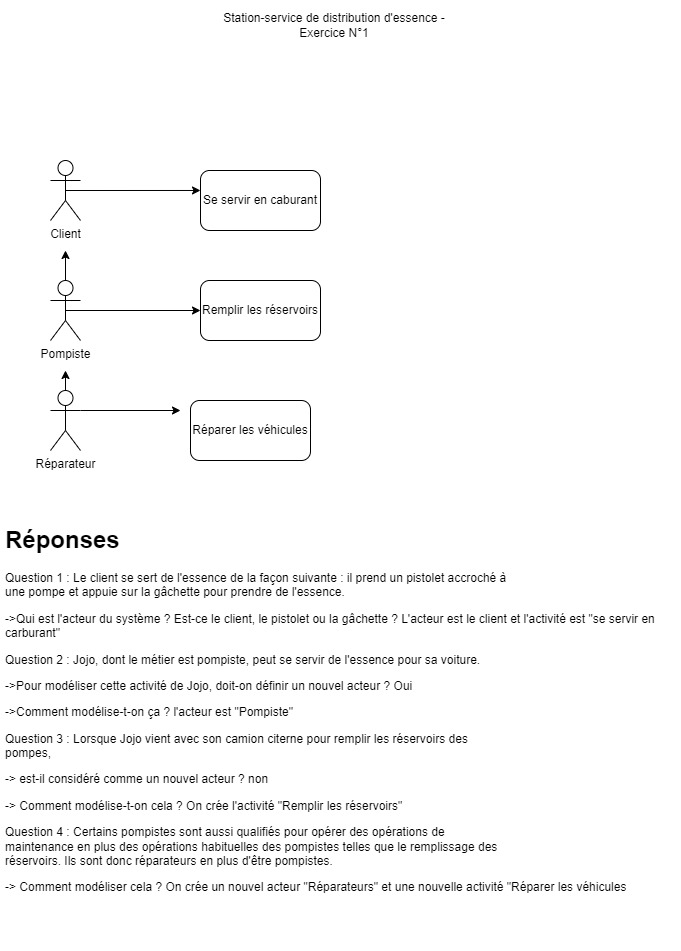 Station-service de distribution d'essence -
Exercice N°1
Se servir en caburant
Client
Remplir les réservoirs
Pompiste
Réparer les véhicules
Réparateur
Réponses
Question 1 : Le client se sert de l'essence de la façon suivante : il prend un pistolet accroché à
une pompe et appuie sur la gâchette pour prendre de l'essence.
->Qui est l'acteur du système ? Est-ce le client, le pistolet ou la gâchette ? L'acteur est le client et l'activité est "se servir en
carburant"
Question 2 : Jojo, dont le métier est pompiste, peut se servir de l'essence pour sa voiture.
->Pour modéliser cette activité de Jojo, doit-on définir un nouvel acteur ? Oui
->Comment modélise-t-on ça ? l'acteur est "Pompiste"
Question 3 : Lorsque Jojo vient avec son camion citerne pour remplir les réservoirs des
pompes,
-> est-il considéré comme un nouvel acteur ? non
-> Comment modélise-t-on cela ? On crée l'activité "Remplir les réservoirs"
Question 4 : Certains pompistes sont aussi qualifiés pour opérer des opérations de
maintenance en plus des opérations habituelles des pompistes telles que le remplissage des
réservoirs. Ils sont donc réparateurs en plus d'être pompistes.
-> Comment modéliser cela ? On crée un nouvel acteur "Réparateurs" et une nouvelle activité "Réparer les véhicules